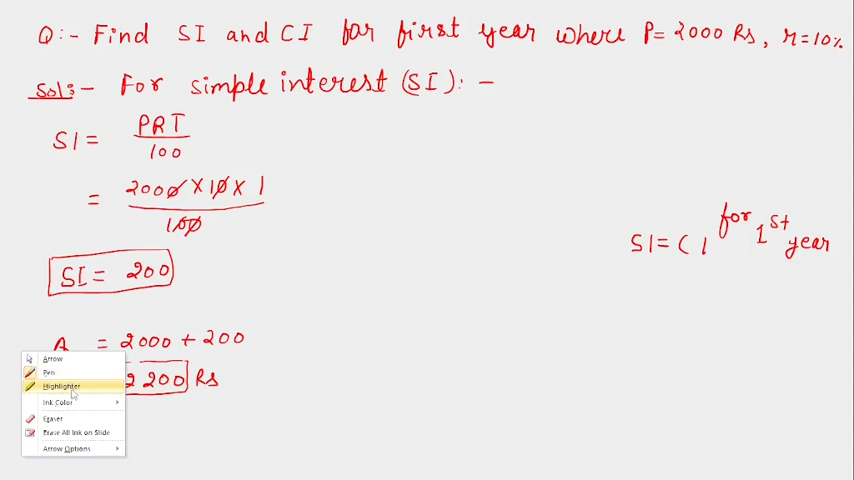 Q:- Find SI and CI for first year where P= 2000 Rs, r=10%
Sol:- For simple interest (SI): -
SI = PRT
100
= 2000 X 10 X 1
100
SI = 200
SI = CI for 1st year
A = 2000 + 200
2200 Rs
Arrow
Pen
Highlighter
Ink Color
Eraser
Erase All Ink on Slide
Arrow Options